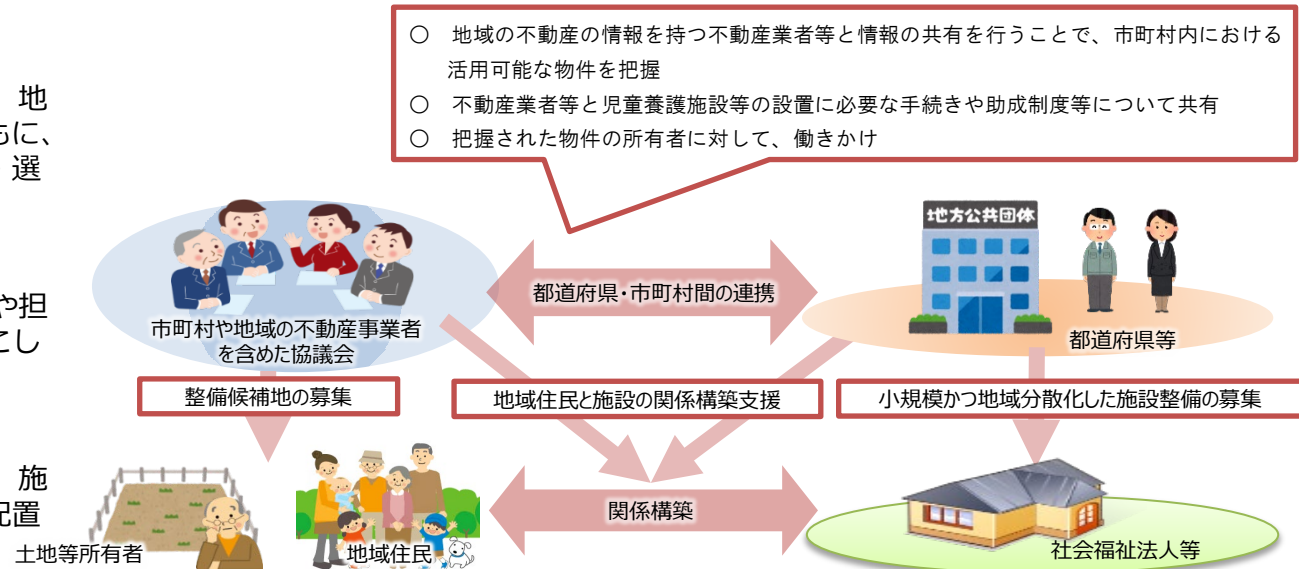 ○ 地域の不動産の情報を持つ不動産業者等と情報の共有を行うことで、市町村内における
活用可能な物件を把握
○ 不動産業者等と児童養護施設等の設置に必要な手続きや助成制度等について共有
○ 把握された物件の所有者に対して、働きかけ
地
もに、
選
や担
こし
施
配置
地方公共団体
都道府県・市町村間の連携
市町村や地域の不動産事業者
を含めた協議会
都道府県等
整備候補地の募集
地域住民と施設の関係構築支援
小規模かつ地域分散化した施設整備の募集
関係構築
土地等所有者
地域住民
社会福祉法人等